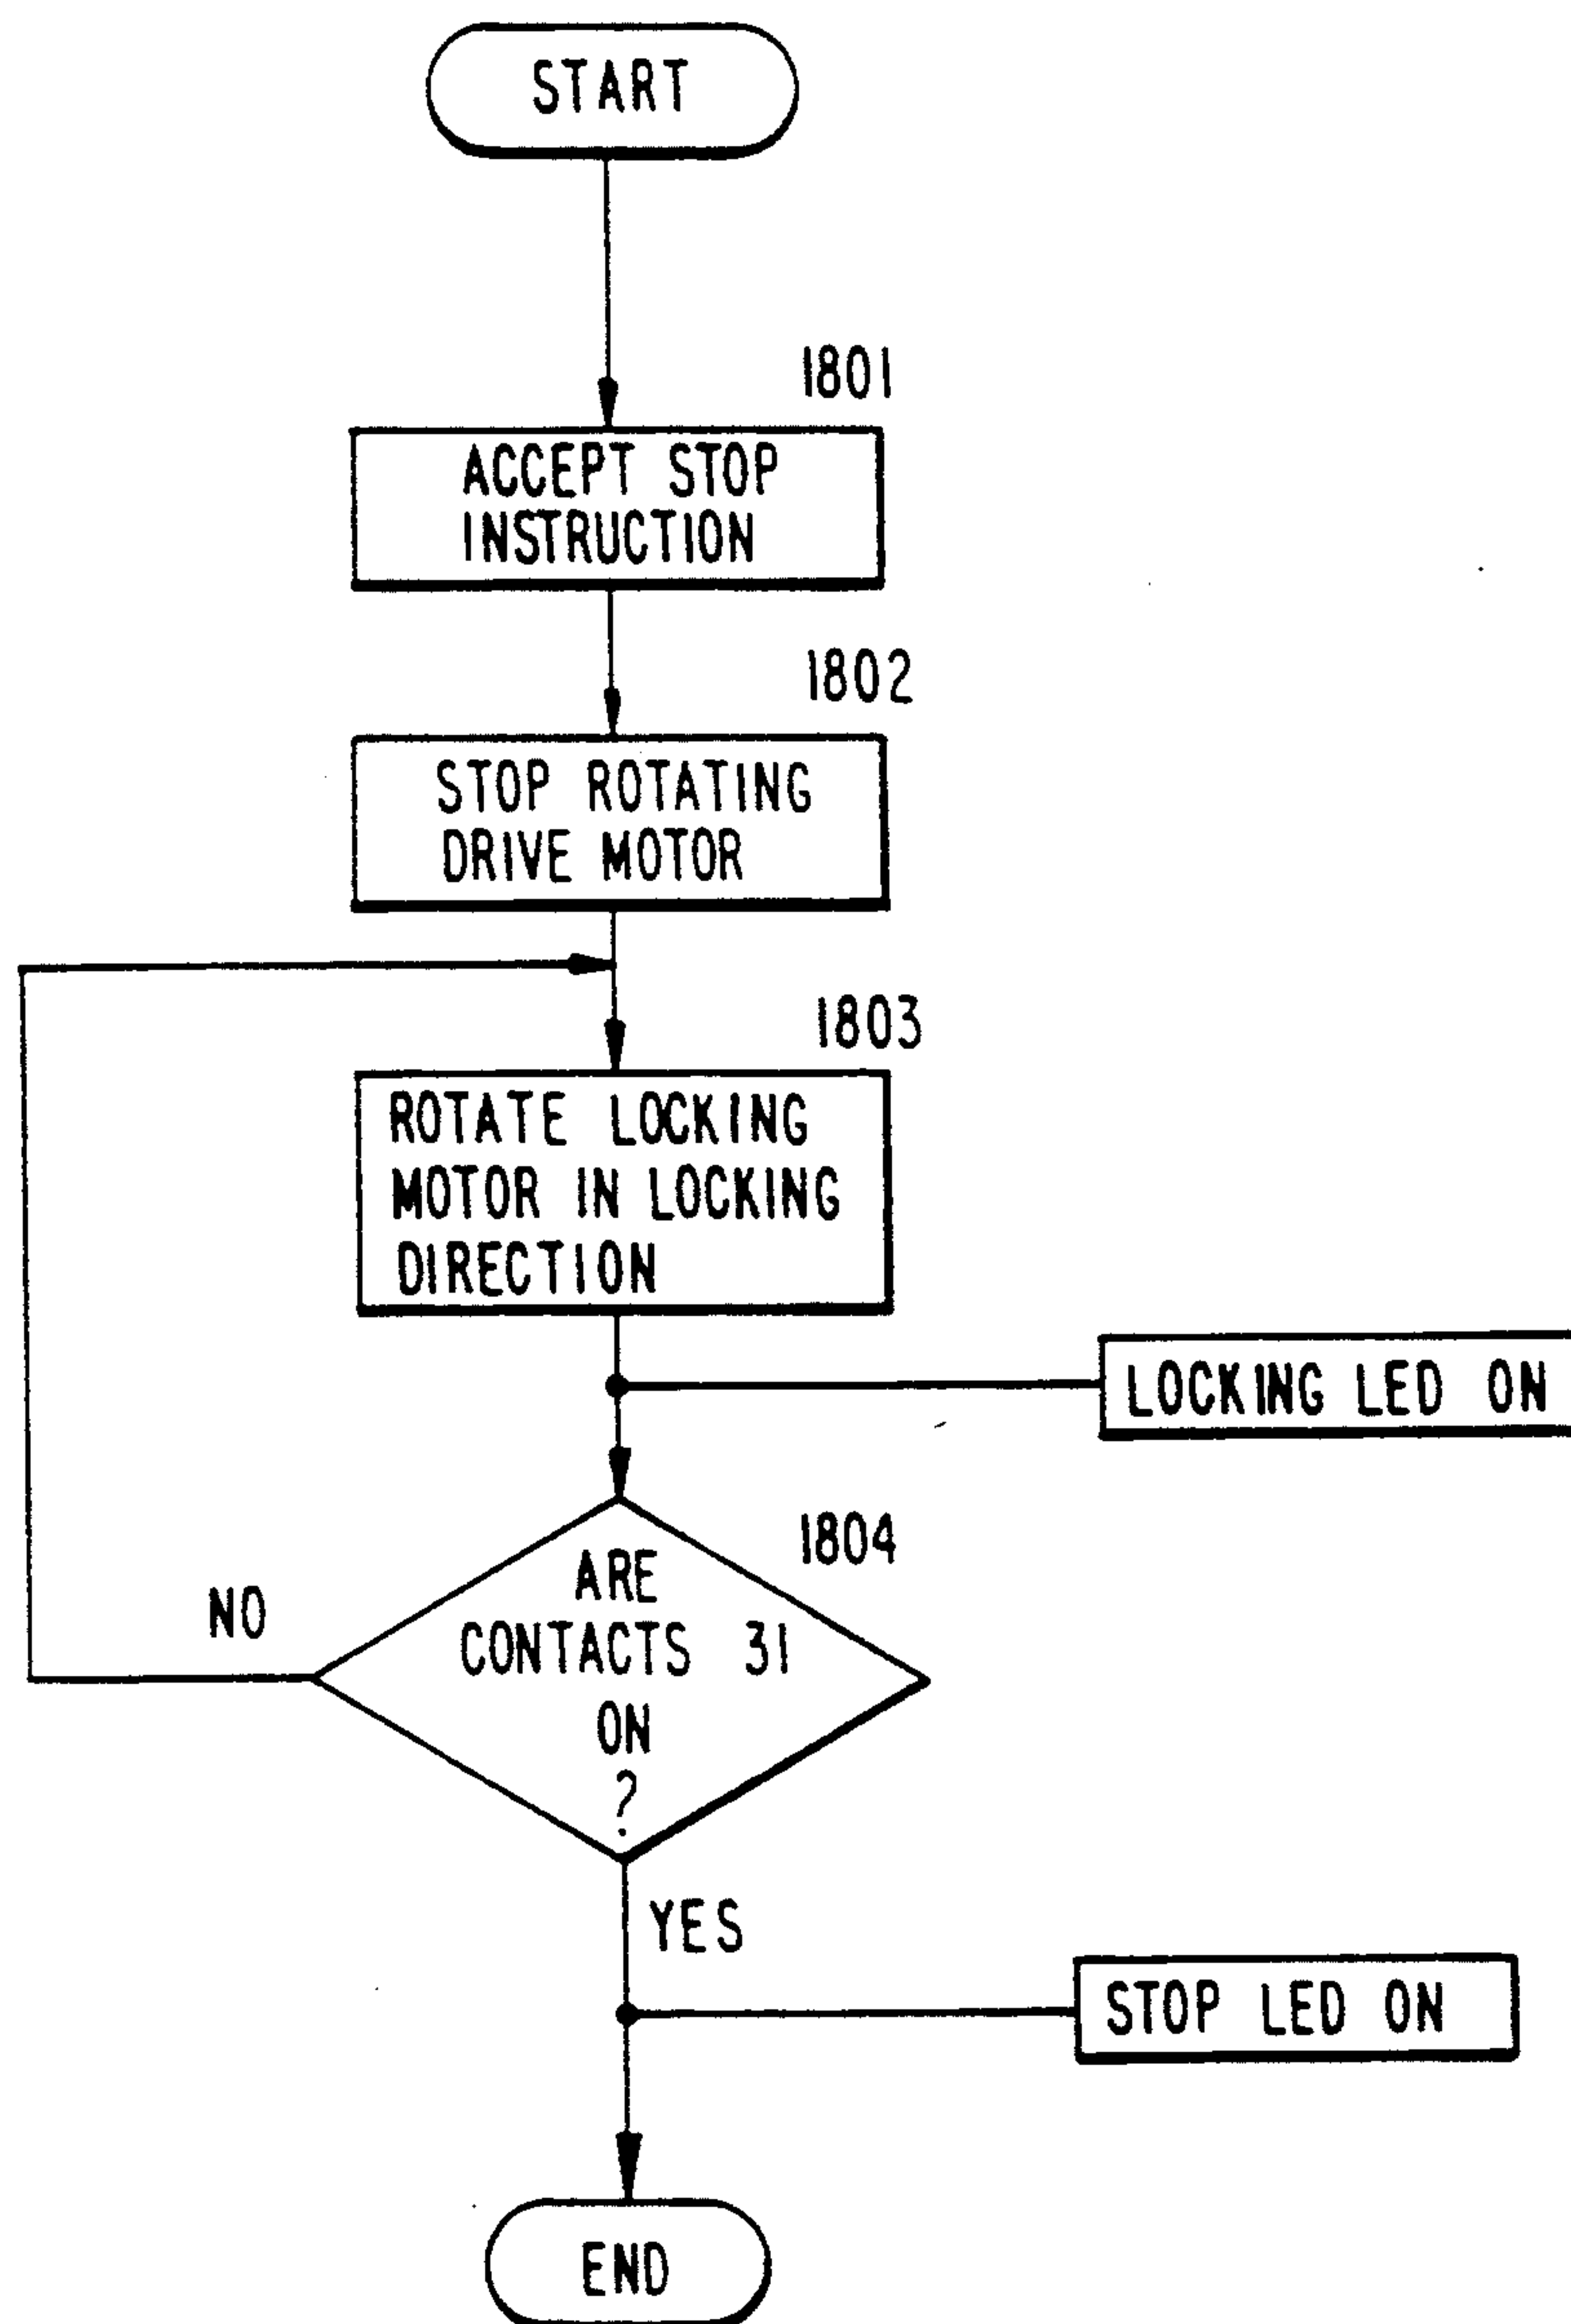 START
1801
ACCEPT STOP
INSTRUCTION
1802
STOP ROTATING
DRIVE MOTOR
1803
ROTATE LOCKING
MOTOR IN LOCKING
DIRECTION
LOCKING LED ON
1804
ARE
CONTACTS 31
ON
?
NO
YES
STOP LED ON
END